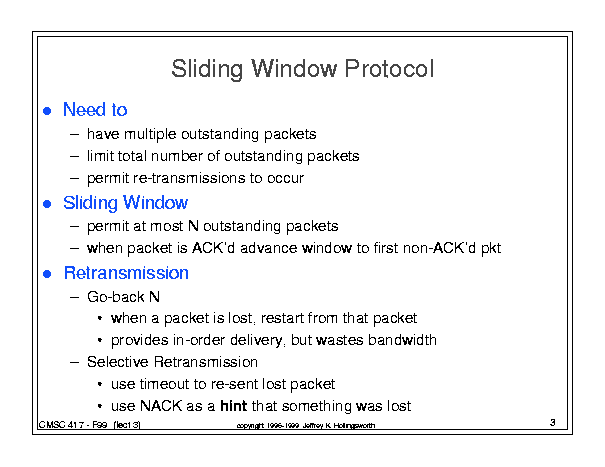 Sliding Window Protocol
● Need to
– have multiple outstanding packets
– limit total number of outstanding packets
– permit re-transmissions to occur
● Sliding Window
– permit at most N outstanding packets
– when packet is ACK'd advance window to first non-ACK'd pkt
● Retransmission
– Go-back N
• when a packet is lost, restart from that packet
• provides in-order delivery, but wastes bandwidth
– Selective Retransmission
• use timeout to re-sent lost packet
• use NACK as a hint that something was lost
CMSC 417 - F99 (lect 3)
copyright 1996-1999 Jeffrey K. Hollingsworth
3